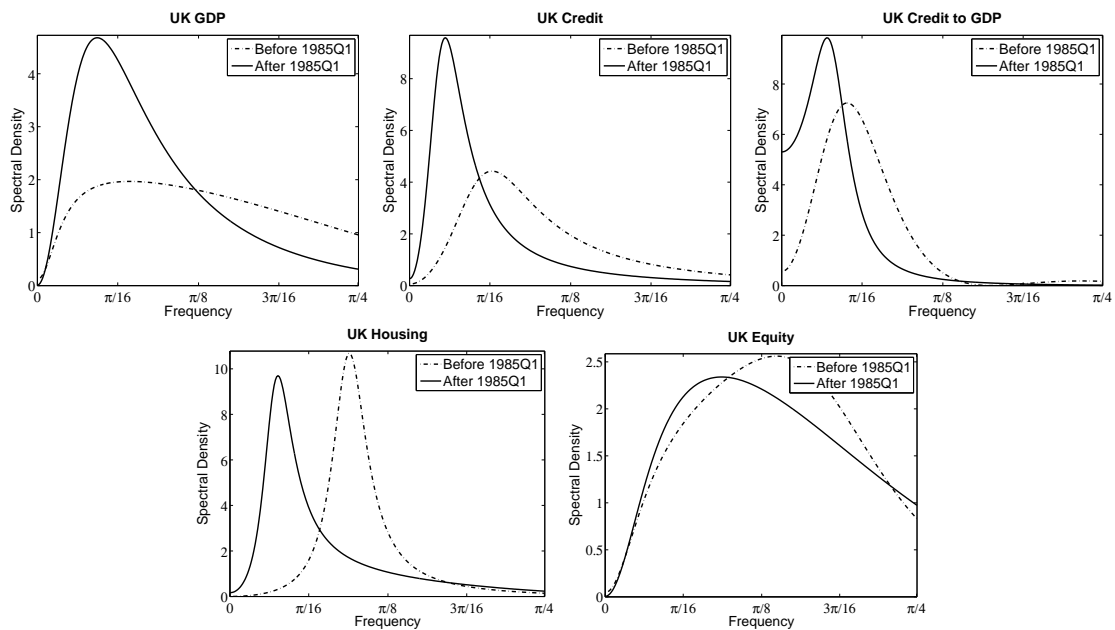 UK GDP
Before 1985Q1
After 1985Q1
Spectral Density
4
3
2
1
0
0
π/16
π/8
3π/16
π/4
Frequency
UK Credit
Before 1985Q1
After 1985Q1
Spectral Density
8
6
4
2
0
0
π/16
π/8
3π/16
π/4
Frequency
UK Credit to GDP
Before 1985Q1
After 1985Q1
Spectral Density
8
6
4
2
0
0
π/16
π/8
3π/16
π/4
Frequency
UK Housing
Before 1985Q1
After 1985Q1
Spectral Density
10
8
6
4
2
0
0
π/16
π/8
3π/16
π/4
Frequency
UK Equity
Before 1985Q1
After 1985Q1
Spectral Density
2.5
2
1.5
1
0.5
0
0
π/16
π/8
3π/16
π/4
Frequency